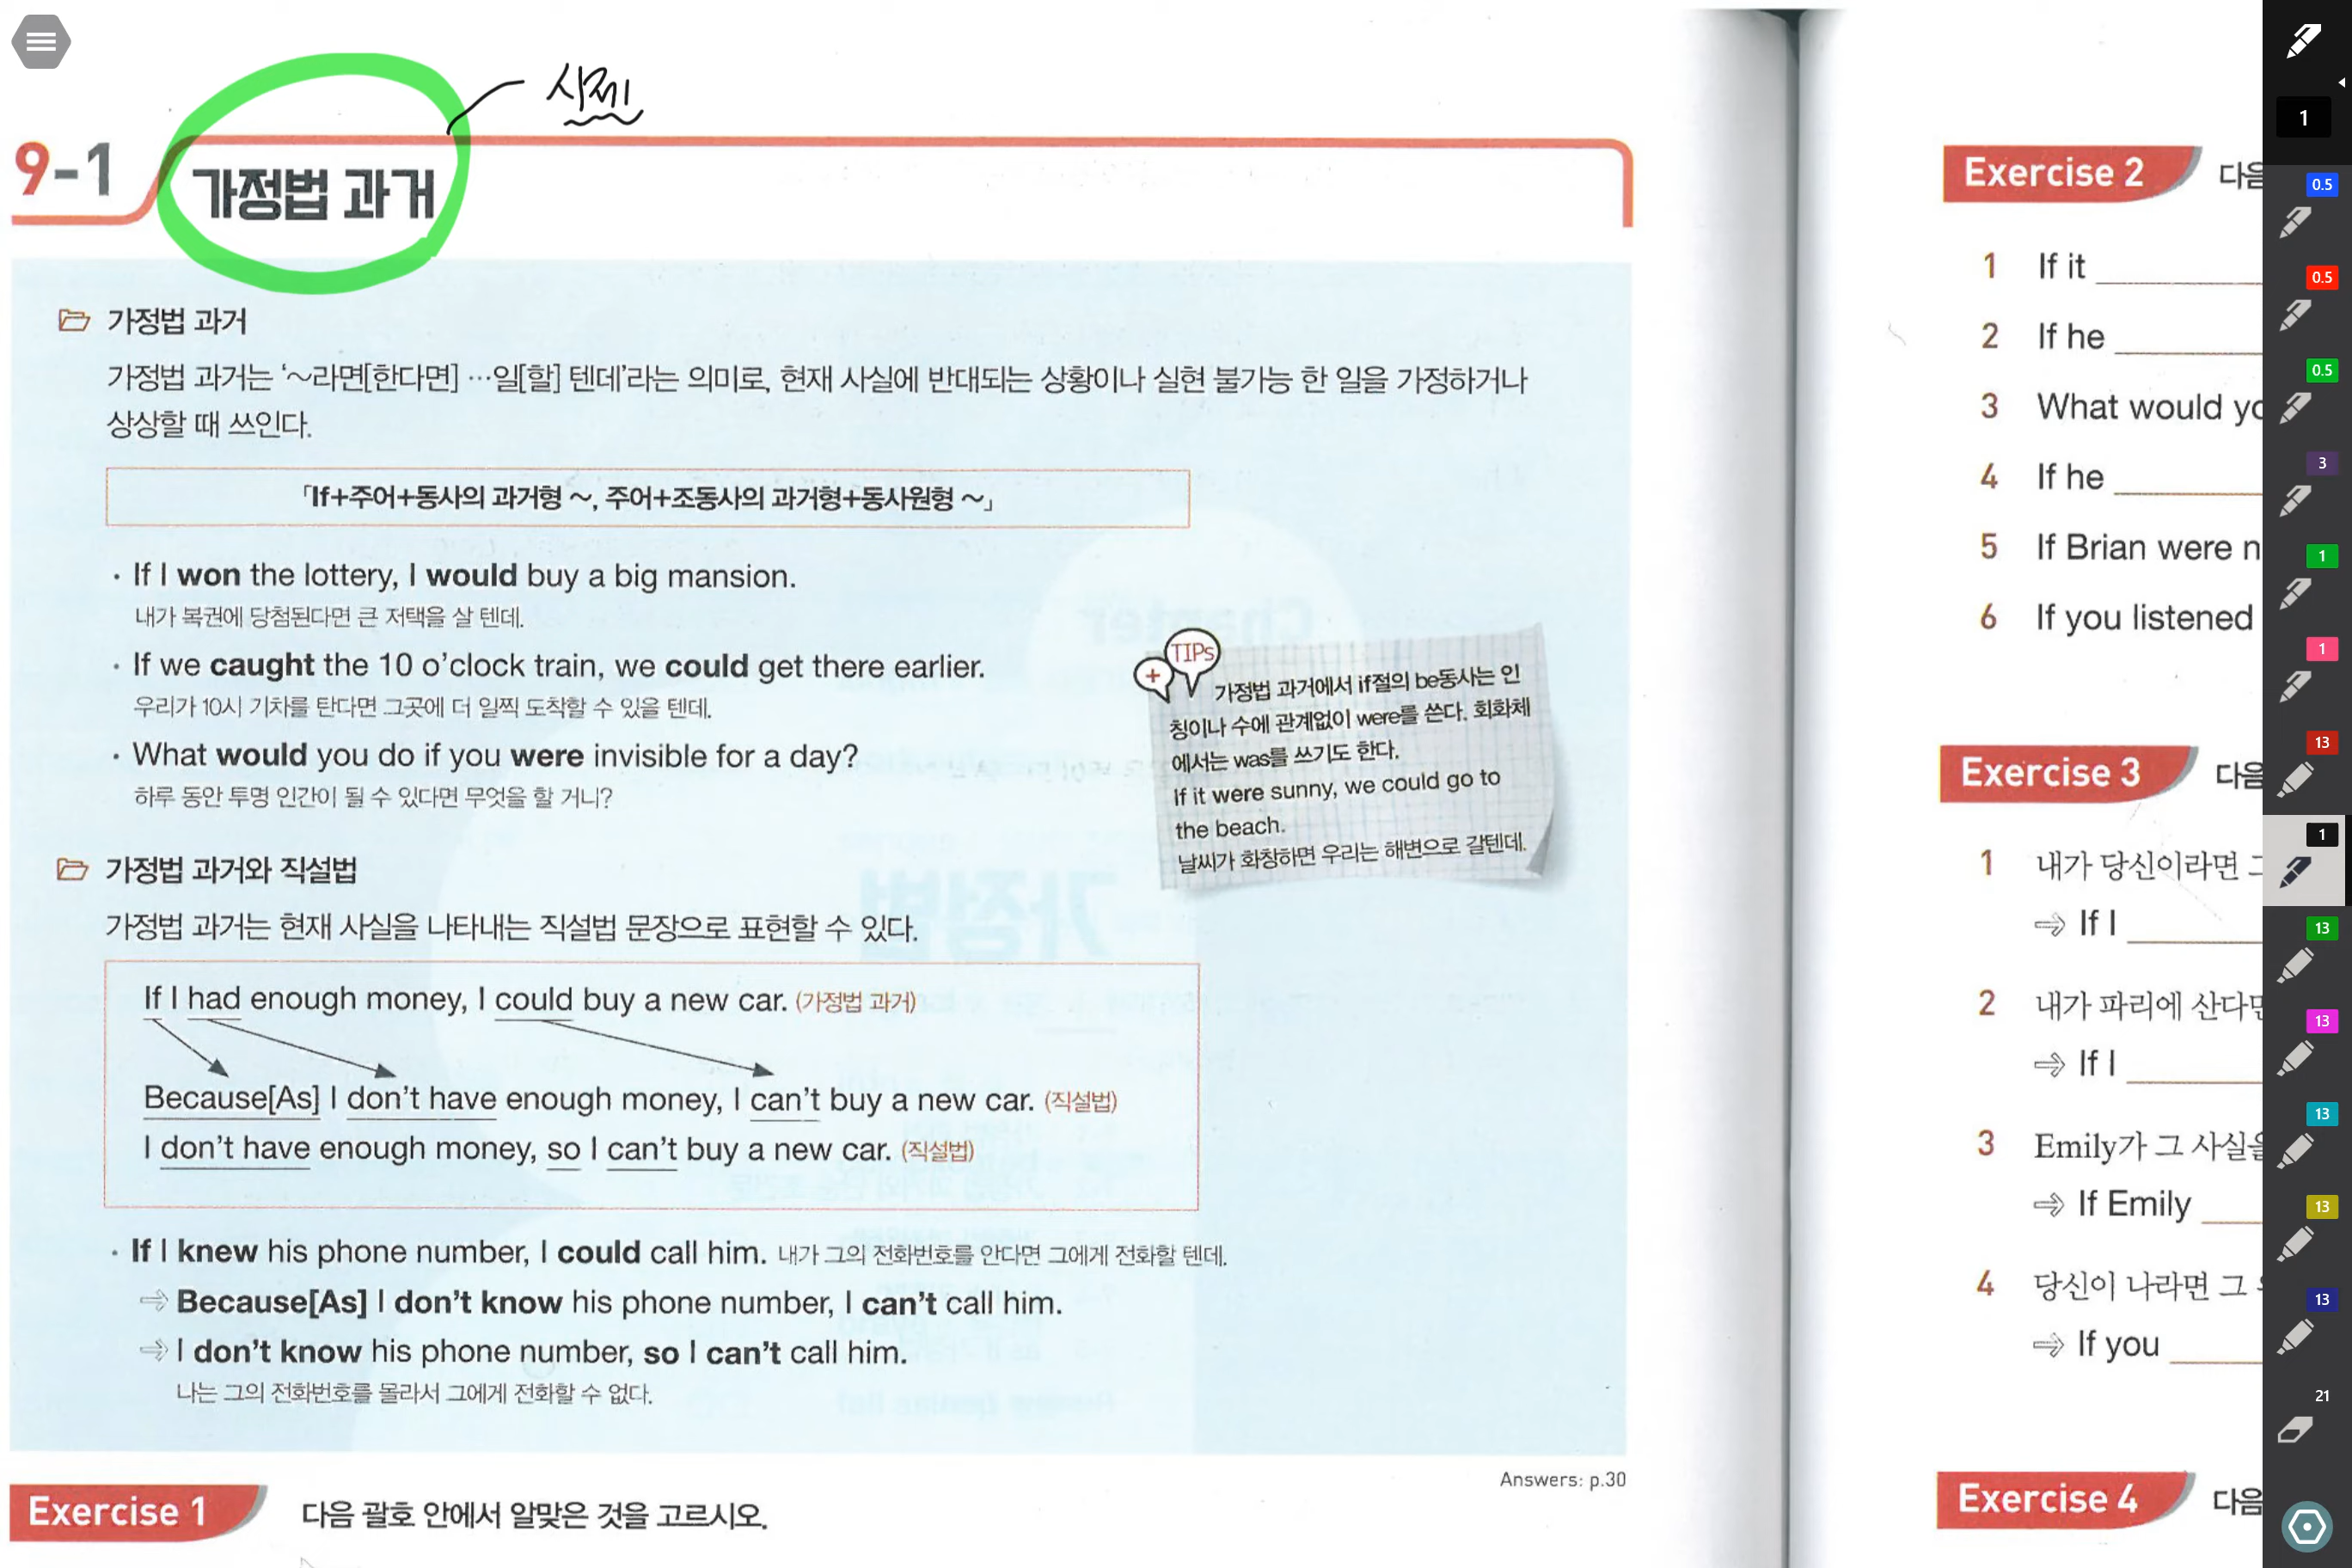 시제
9-1 가정법 과거
가정법 과거
가정법 과거는 ‘~라면[한다면] …일[할] 텐데’라는 의미로, 현재 사실에 반대되는 상황이나 실현 불가능 한 일을 가정하거나
상상할 때 쓰인다.
「If+주어+동사의 과거형 ~, 주어+조동사의 과거형+동사원형 ~」
· If I won the lottery, I would buy a big mansion.
내가 복권에 당첨된다면 큰 저택을 살 텐데.
· If we caught the 10 o’clock train, we could get there earlier.
우리가 10시 기차를 탄다면 그곳에 더 일찍 도착할 수 있을 텐데.
· What would you do if you were invisible for a day?
하루 동안 투명 인간이 될 수 있다면 무엇을 할 거니?
+ TIPs
가정법 과거에서 if절의 be동사는 인
칭이나 수에 관계없이 were를 쓴다. 회화체
에서는 was를 쓰기도 한다.
If it were sunny, we could go to
the beach.
날씨가 화창하면 우리는 해변으로 갈텐데.
가정법 과거와 직설법
가정법 과거는 현재 사실을 나타내는 직설법 문장으로 표현할 수 있다.
If I had enough money, I could buy a new car. (가정법 과거)
Because[As] I don’t have enough money, I can’t buy a new car. (직설법)
I don’t have enough money, so I can’t buy a new car. (직설법)
· If I knew his phone number, I could call him. 내가 그의 전화번호를 안다면 그에게 전화할 텐데.
⇨ Because[As] I don’t know his phone number, I can’t call him.
⇨ I don’t know his phone number, so I can’t call him.
나는 그의 전화번호를 몰라서 그에게 전화할 수 없다.
Answers: p.30
Exercise 1 다음 괄호 안에서 알맞은 것을 고르시오.
Exercise 2 다음
1 If it
2 If he
3 What would yo
4 If he
5 If Brian were n
6 If you listened
Exercise 3 다음
1 내가 당신이라면 그
⇨ If I
2 내가 파리에 산다면
⇨ If I
3 Emily가 그 사실을
⇨ If Emily
4 당신이 나라면 그
⇨ If you
Exercise 4 다음
1
0.5
0.5
0.5
3
1
1
13
1
13
13
13
13
13
21